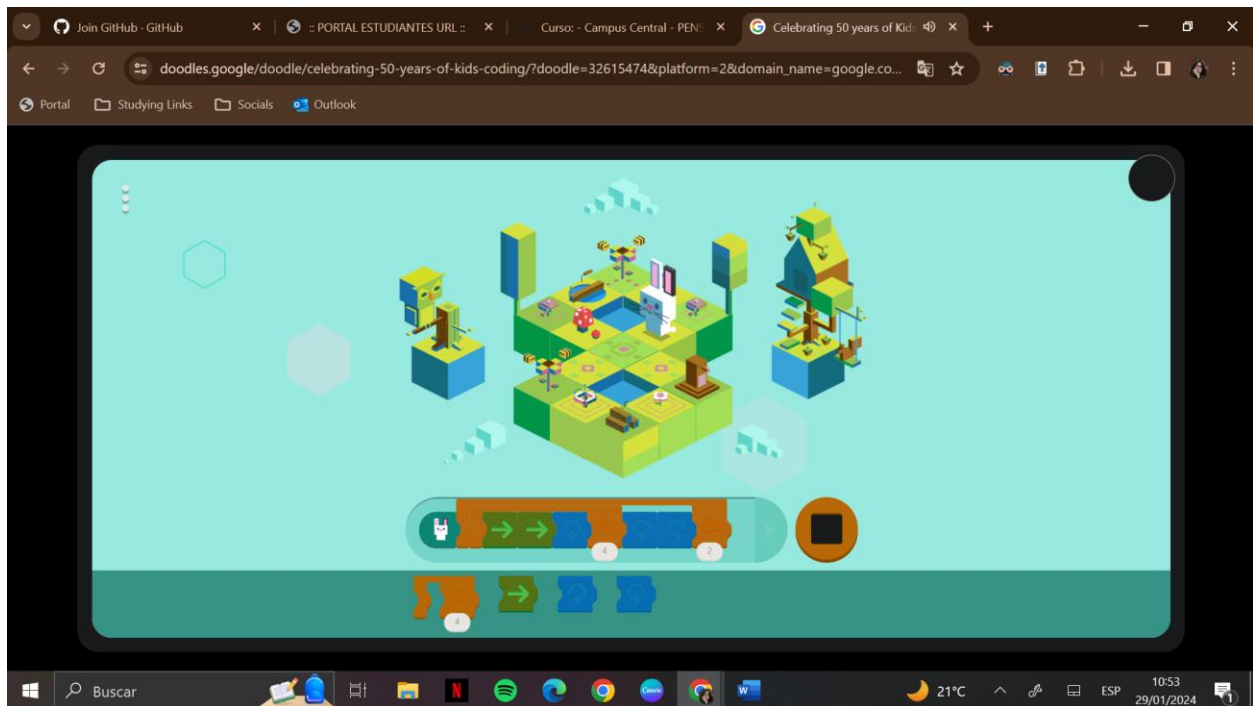 Join GitHub · GitHub
:: PORTAL ESTUDIANTES URL ::
Curso: - Campus Central - PENS
Celebrating 50 years of Kids
doodles.google/doodle/celebrating-50-years-of-kids-coding/?doodle=32615474&platform=2&domain_name=google.co...
Portal
Studying Links
Socials
Outlook
4
2
4
Buscar
21°C
ESP
10:53
29/01/2024